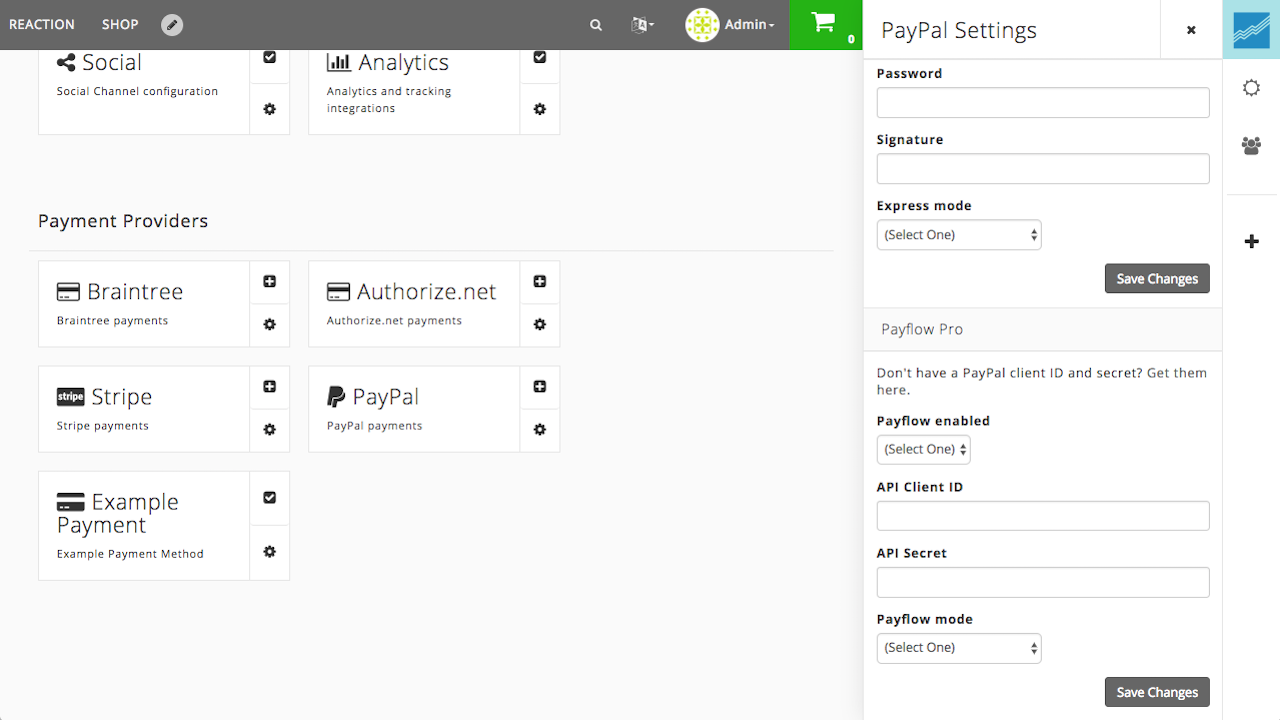 REACTION SHOP Admin 0
Social
Social Channel configuration
Analytics
Analytics and tracking
integrations
Payment Providers
Braintree
Braintree payments
Authorize.net
Authorize.net payments
stripe Stripe
Stripe payments
PayPal
PayPal payments
Example
Payment
Example Payment Method
PayPal Settings
Password
Signature
Express mode
(Select One)
Save Changes
Payflow Pro
Don't have a PayPal client ID and secret? Get them
here.
Payflow enabled
(Select One)
API Client ID
API Secret
Payflow mode
(Select One)
Save Changes